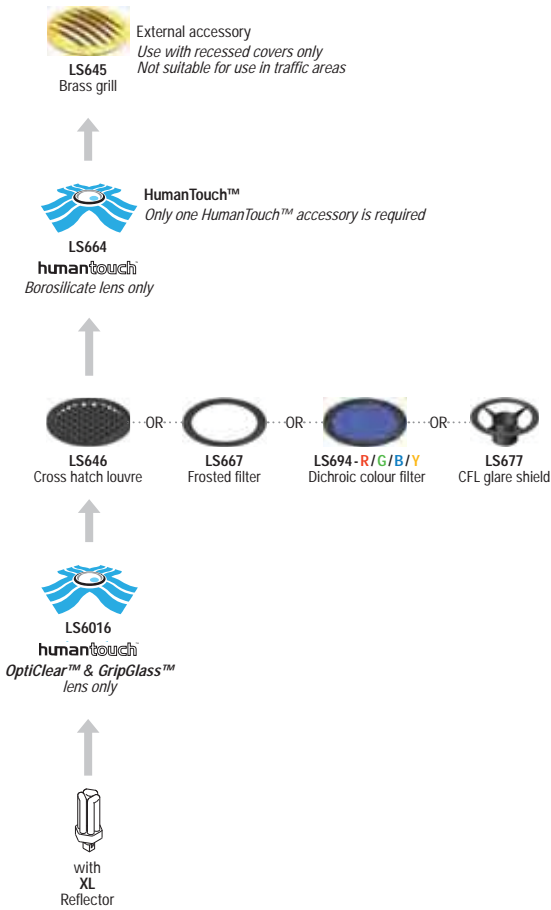 External accessory
Use with recessed covers only
Not suitable for use in traffic areas
LS645
Brass grill
HumanTouch™
Only one HumanTouch™ accessory is required
LS664
humantouch™
Borosilicate lens only
OR
OR
OR
LS646
Cross hatch louvre
LS667
Frosted filter
LS694 - R / G / B / Y
Dichroic colour filter
LS677
CFL glare shield
LS6016
humantouch™
OptiClear™ & GripGlass™
lens only
with
XL
Reflector